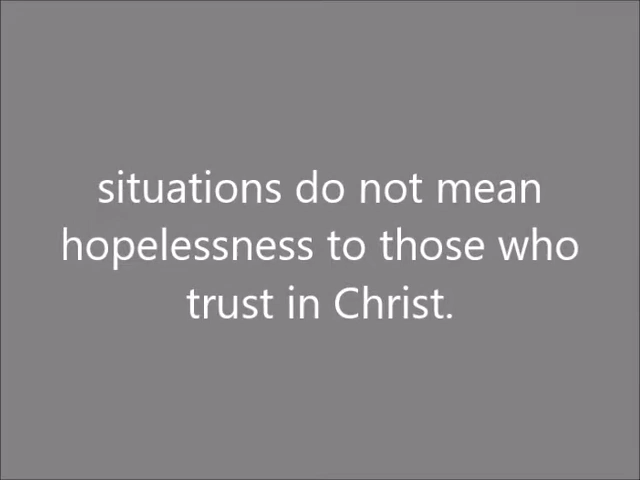 situations do not mean
hopelessness to those who
trust in Christ.